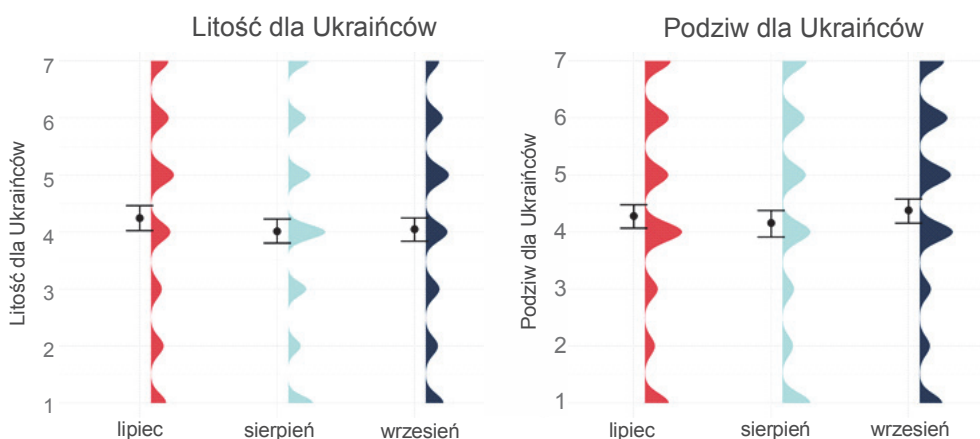 Litość dla Ukraińców
Litość dla Ukraińców
7
6
5
4
3
2
1
lipiec
sierpień
wrzesień
Podziw dla Ukraińców
Podziw dla Ukraińców
7
6
5
4
3
2
1
lipiec
sierpień
wrzesień